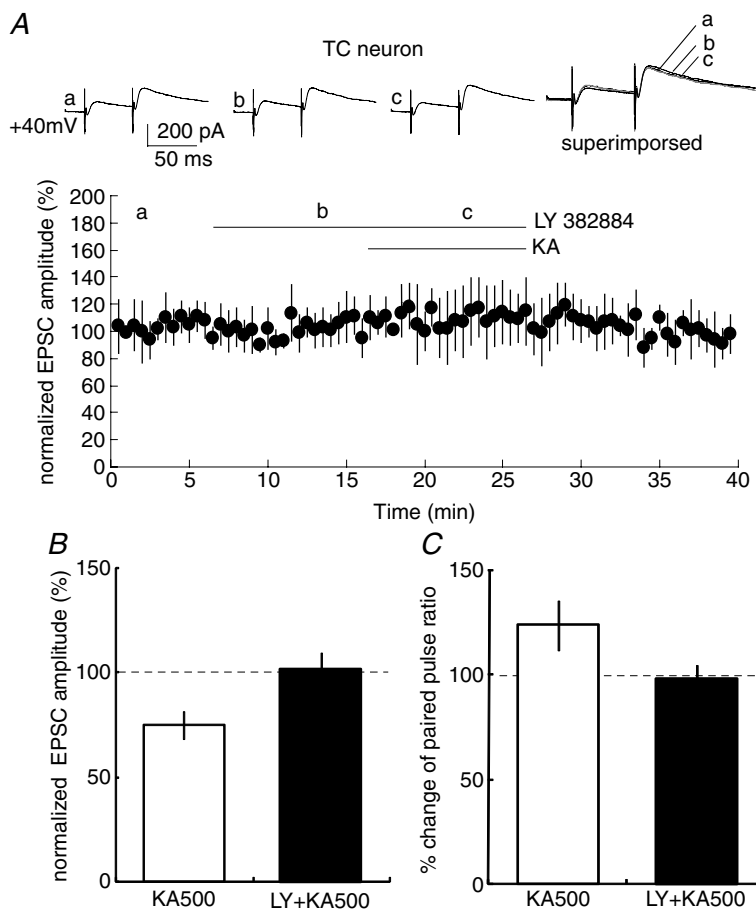 A
TC neuron
a
b
c
a
b
c
+40mV
200 pA
50 ms
superimporsed
normalized EPSC amplitude (%)
200
180
160
140
120
100
80
60
40
20
0
a
b
c
LY 382884
KA
0
5
10
15
20
25
30
35
40
Time (min)
B
normalized EPSC amplitude (%)
150
100
50
0
KA500
LY+KA500
C
% change of paired pulse ratio
150
100
50
0
KA500
LY+KA500